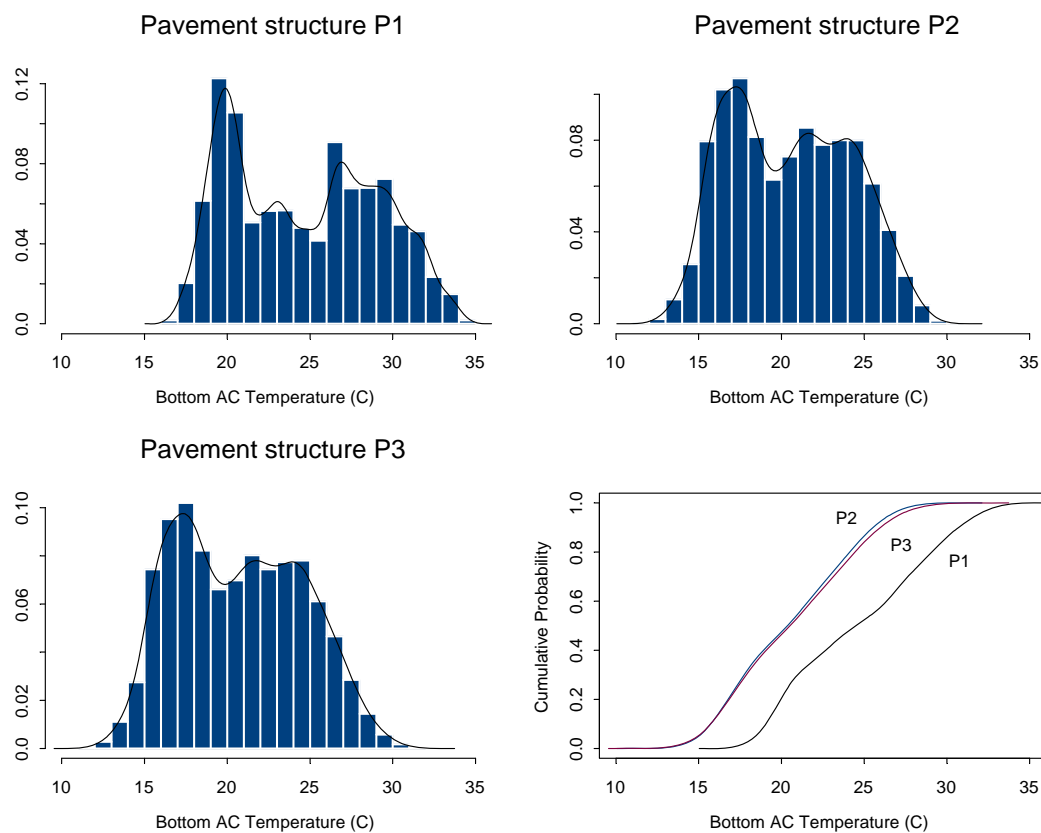 Pavement structure P1
0.12
0.08
0.04
0.0
10 15 20 25 30 35
Bottom AC Temperature (C)
Pavement structure P2
0.08
0.04
0.0
10 15 20 25 30 35
Bottom AC Temperature (C)
Pavement structure P3
0.10
0.06
0.02
0.0
10 15 20 25 30 35
Bottom AC Temperature (C)
Cumulative Probability
1.0
0.8
0.6
0.4
0.2
0.0
P2
P3
P1
10 15 20 25 30 35
Bottom AC Temperature (C)